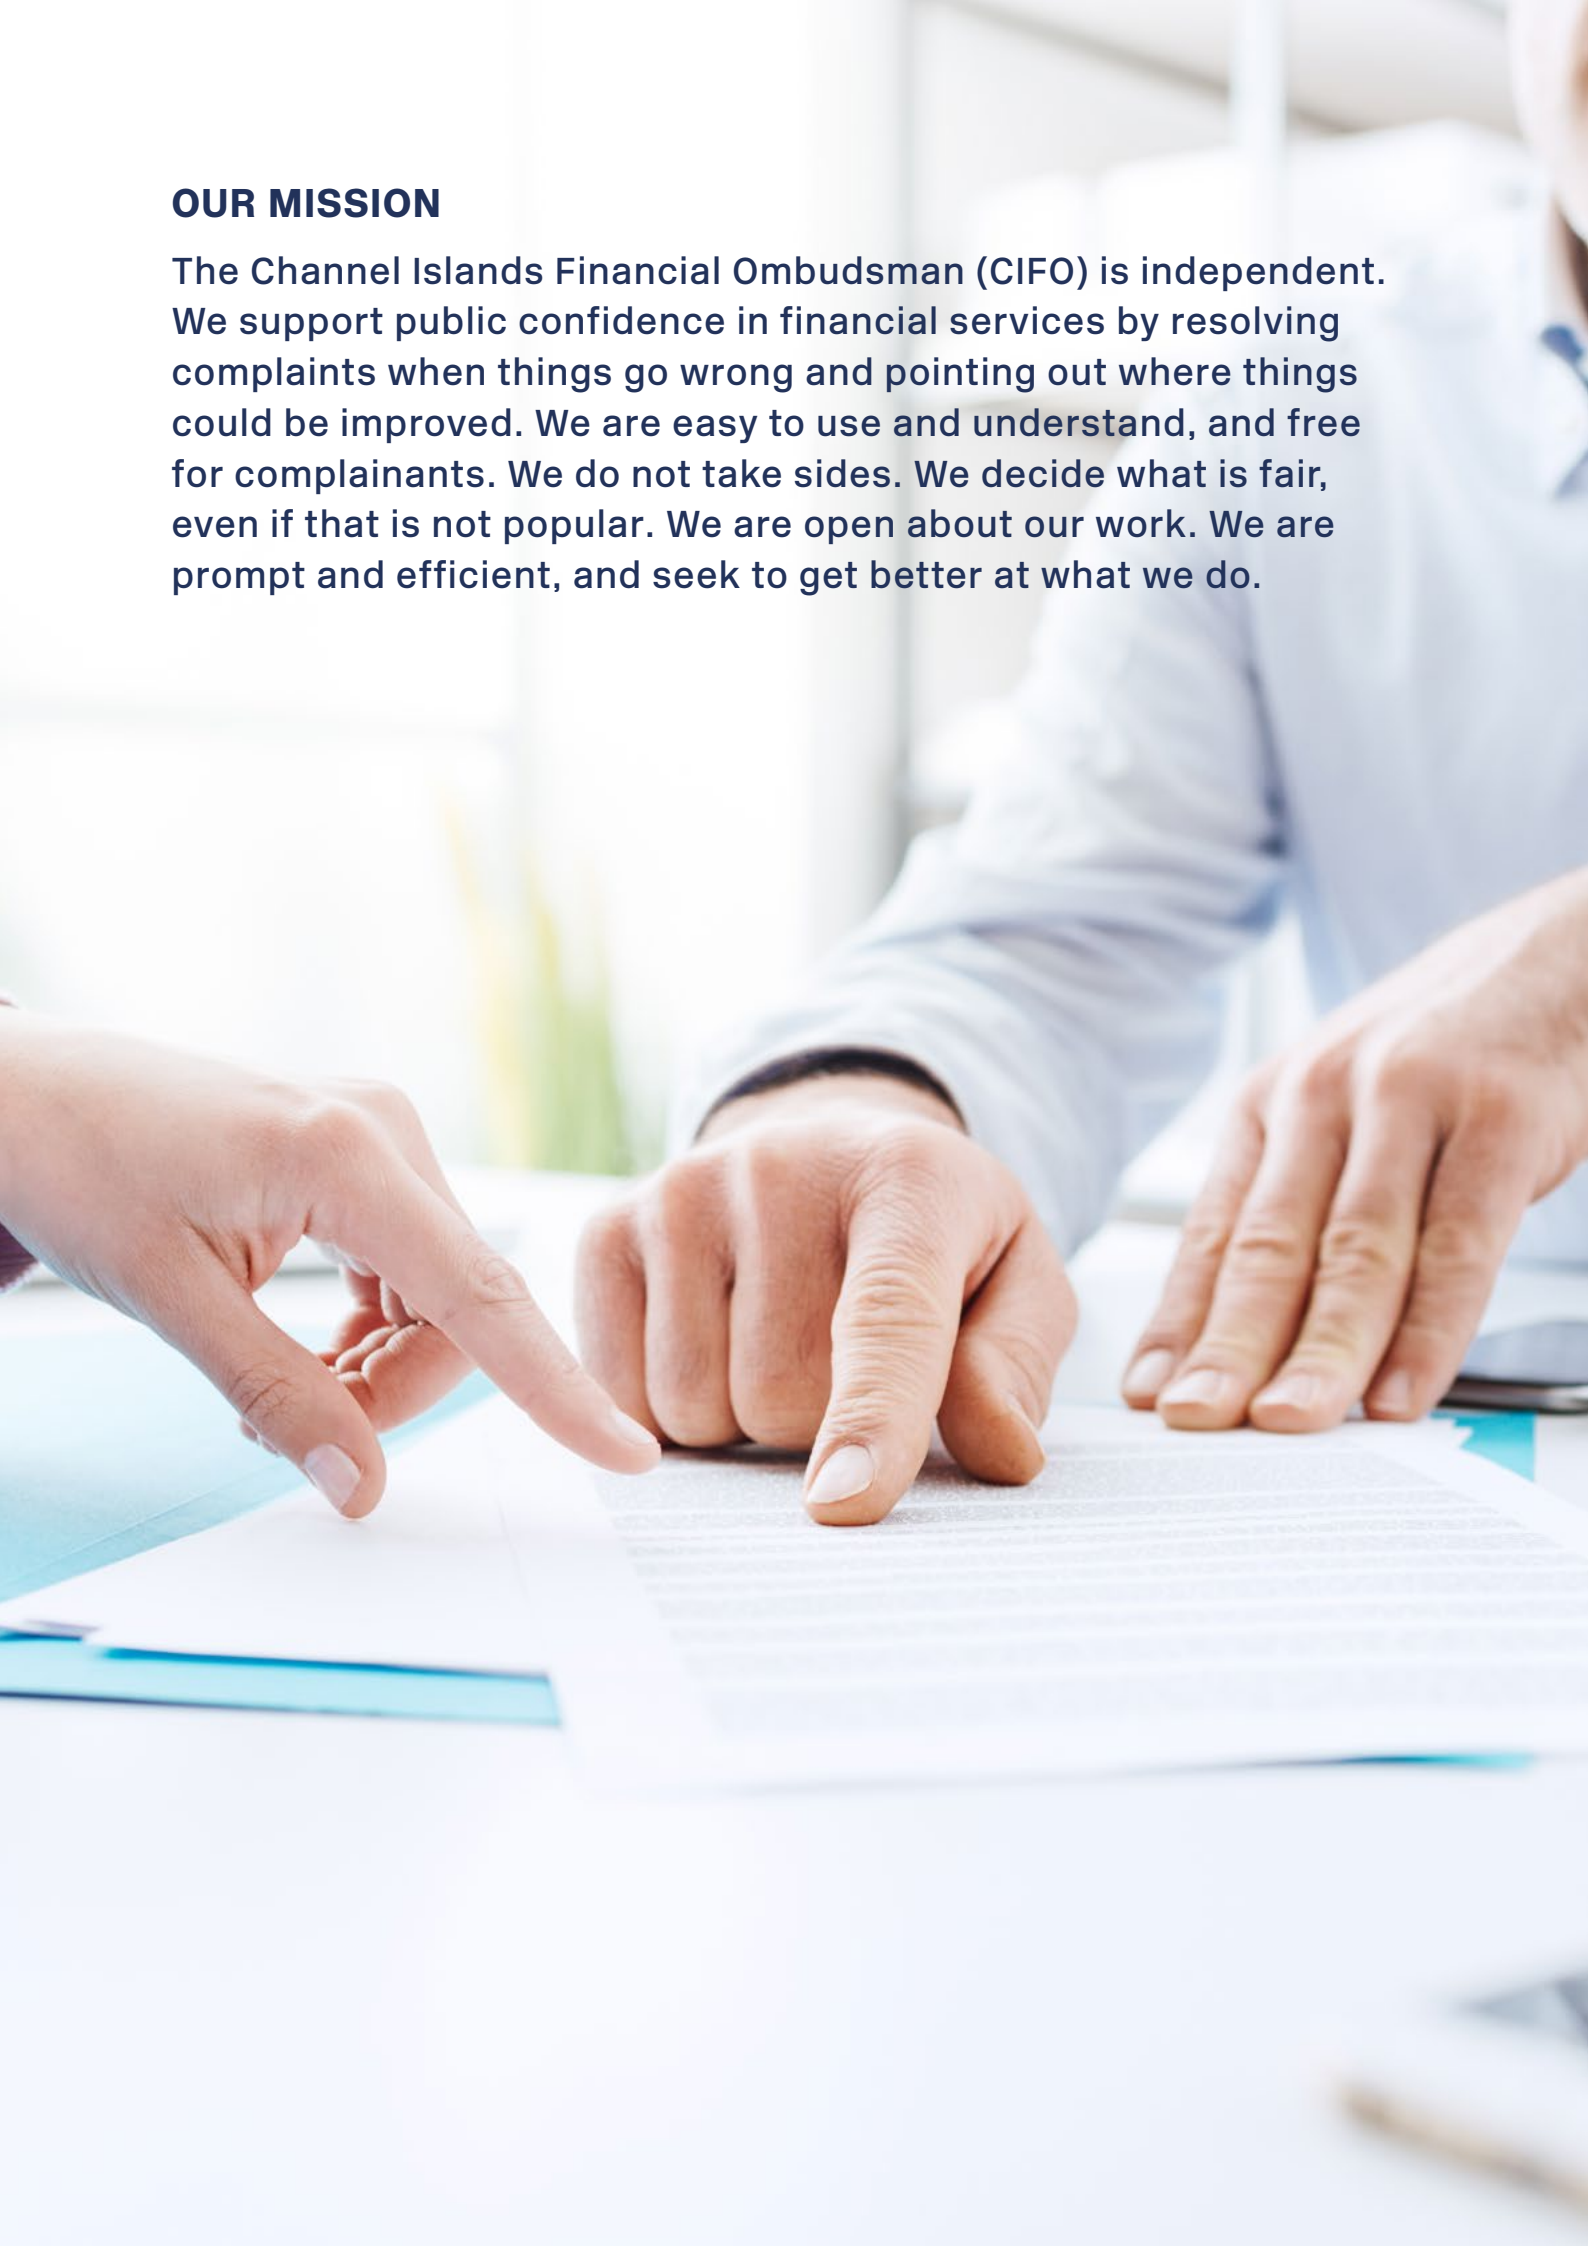 OUR MISSION
The Channel Islands Financial Ombudsman (CIFO) is independent.
We support public confidence in financial services by resolving
complaints when things go wrong and pointing out where things
could be improved. We are easy to use and understand, and free
for complainants. We do not take sides. We decide what is fair,
even if that is not popular. We are open about our work. We are
prompt and efficient, and seek to get better at what we do.